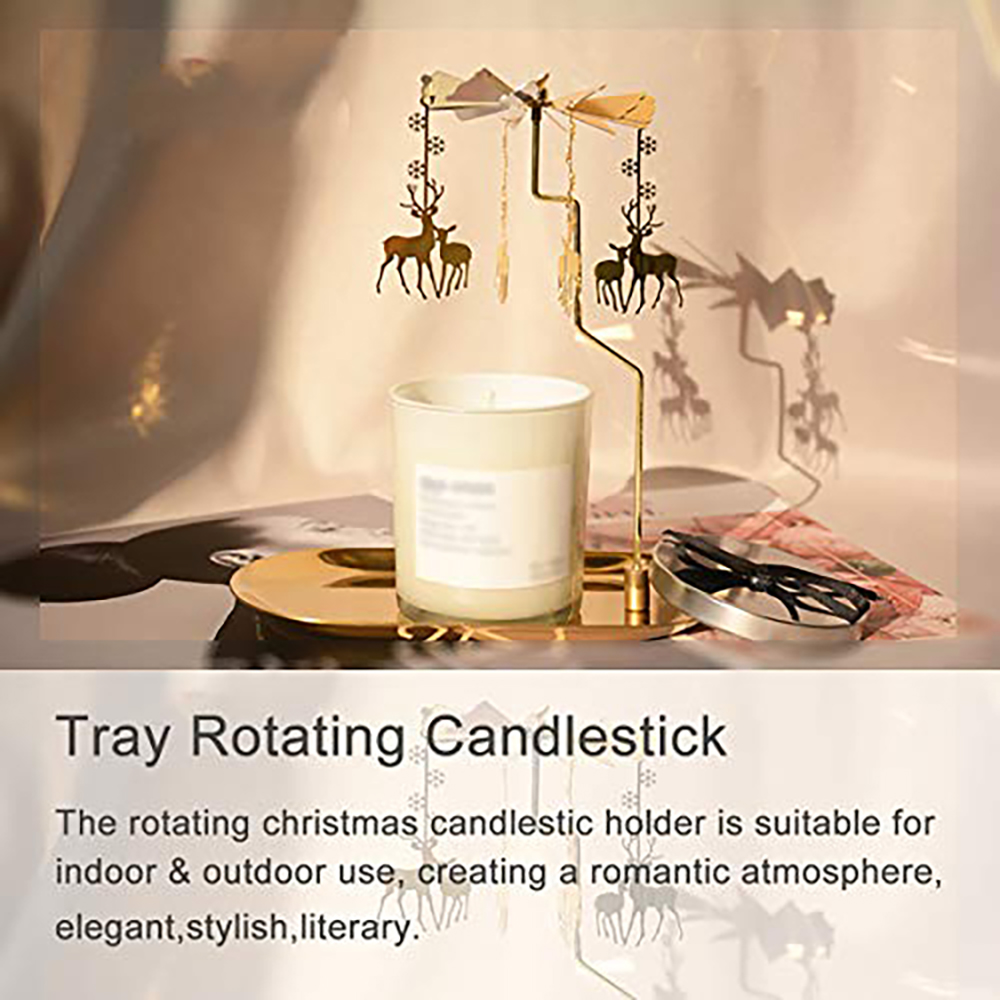 Tray Rotating Candlestick
The rotating christmas candlestic holder is suitable for
indoor & outdoor use, creating a romantic atmosphere,
elegant,stylish,literary.